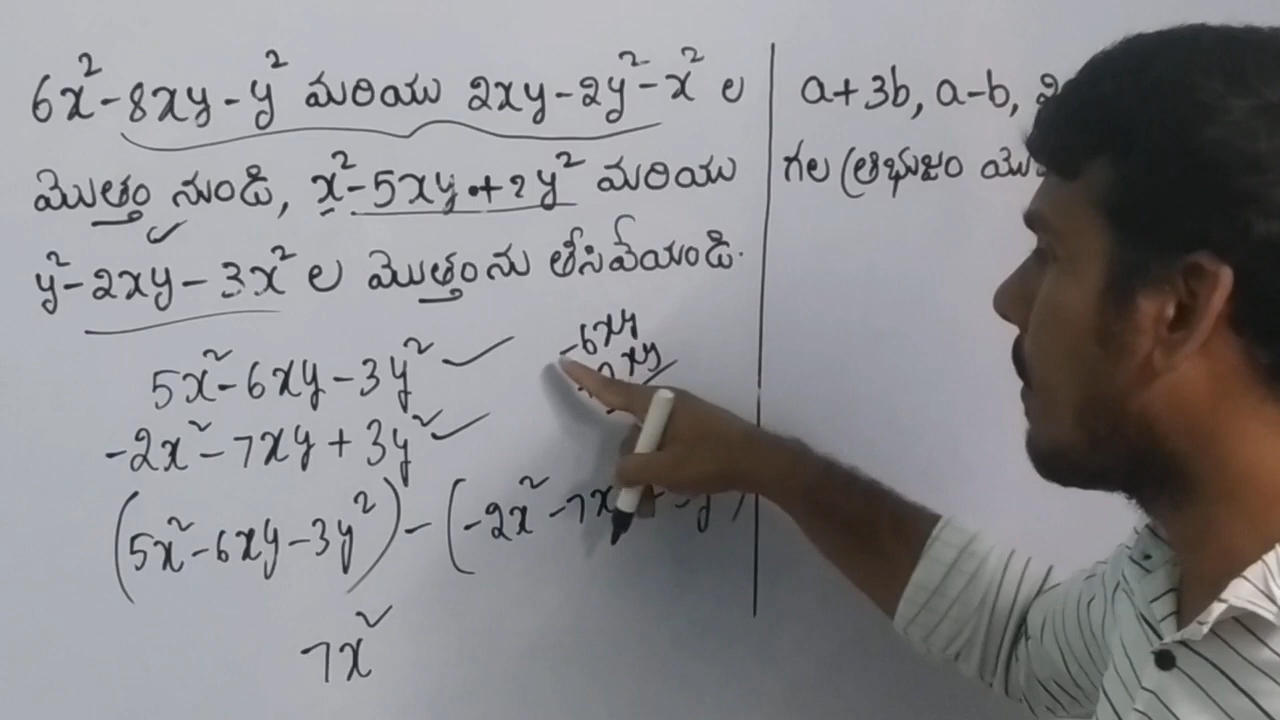 6x² - 8xy - y² మరియు 2xy - 2y² - x² ల
మొత్తం నుండి, x² - 5xy + 2y² మరియు
y² - 2xy - 3x² ల మొత్తంను తీసివేయండి.
5x² - 6xy - 3y²
-2x² - 7xy + 3y²
(5x² - 6xy - 3y²) - (-2x² - 7x
7x²
-6xy
xy
a + 3b, a - b,
గల త్రిభుజం